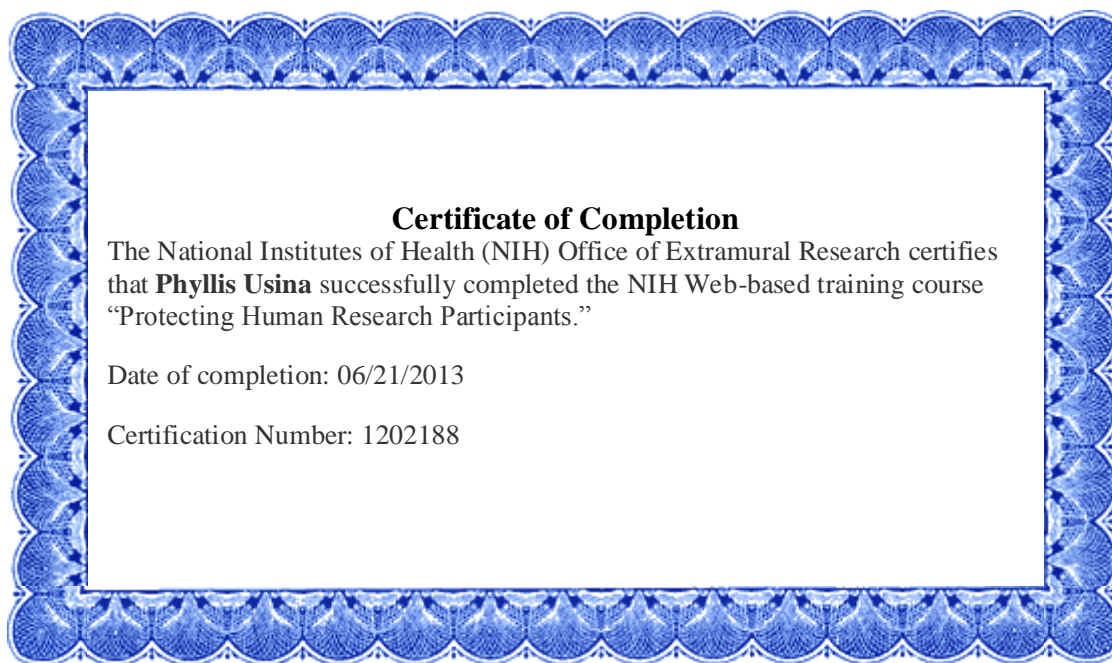 Certificate of Completion
The National Institutes of Health (NIH) Office of Extramural Research certifies
that Phyllis Usina successfully completed the NIH Web-based training course
“Protecting Human Research Participants.”
Date of completion: 06/21/2013
Certification Number: 1202188